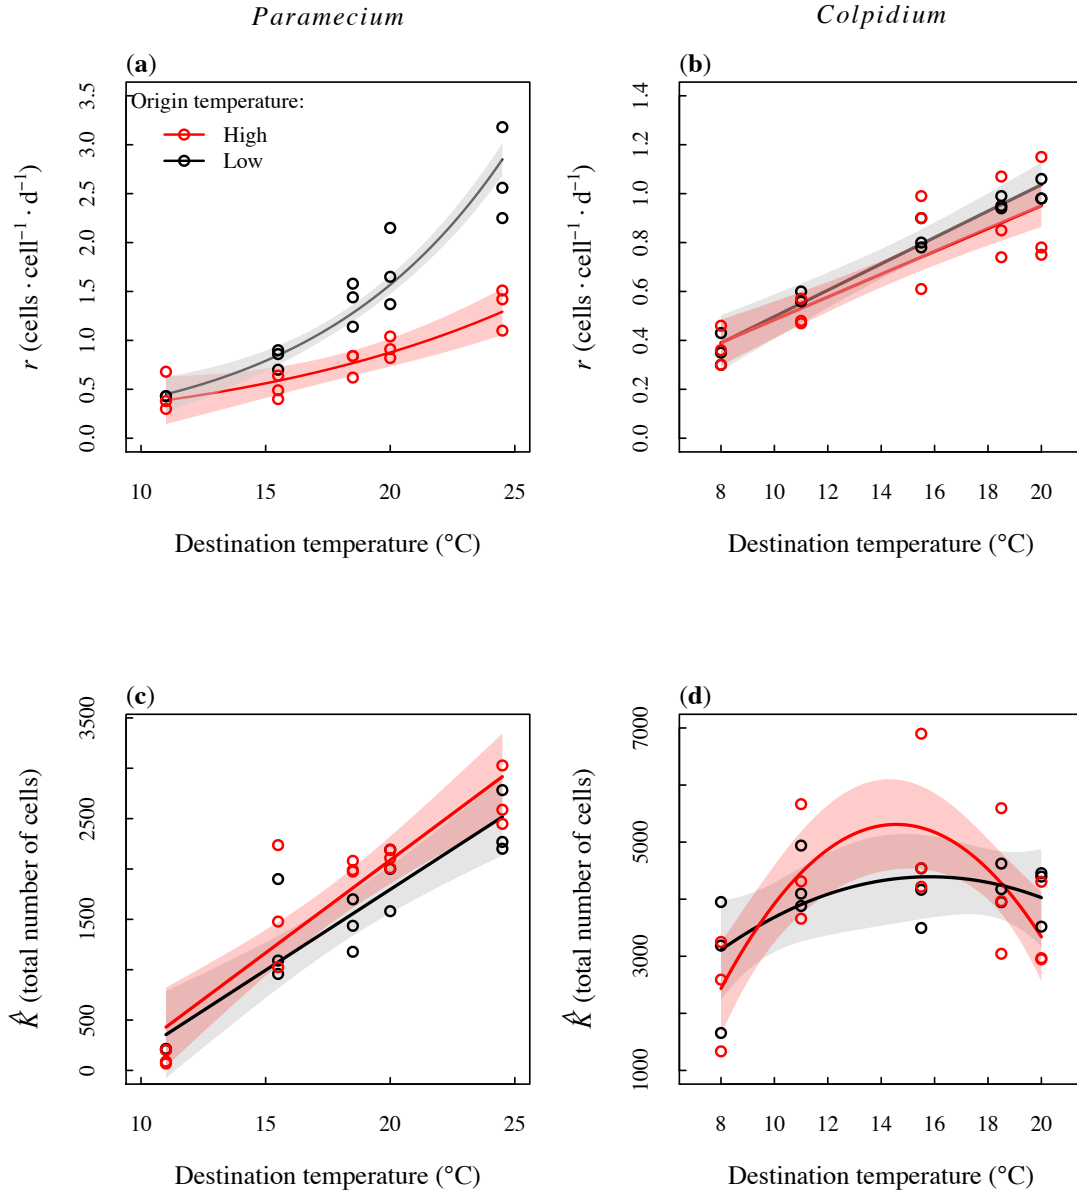 Paramecium
Colpidium
(a)
3.5
3.0
2.5
2.0
1.5
1.0
0.5
0.0
r (cells · cell⁻¹ · d⁻¹)
Origin temperature:
High
Low
10
15
20
25
Destination temperature (°C)
(b)
1.4
1.2
1.0
0.8
0.6
0.4
0.2
0.0
r (cells · cell⁻¹ · d⁻¹)
8
10
12
14
16
18
20
Destination temperature (°C)
(c)
3500
2500
1500
500
0
K̂ (total number of cells)
10
15
20
25
Destination temperature (°C)
(d)
7000
5000
3000
1000
K̂ (total number of cells)
8
10
12
14
16
18
20
Destination temperature (°C)